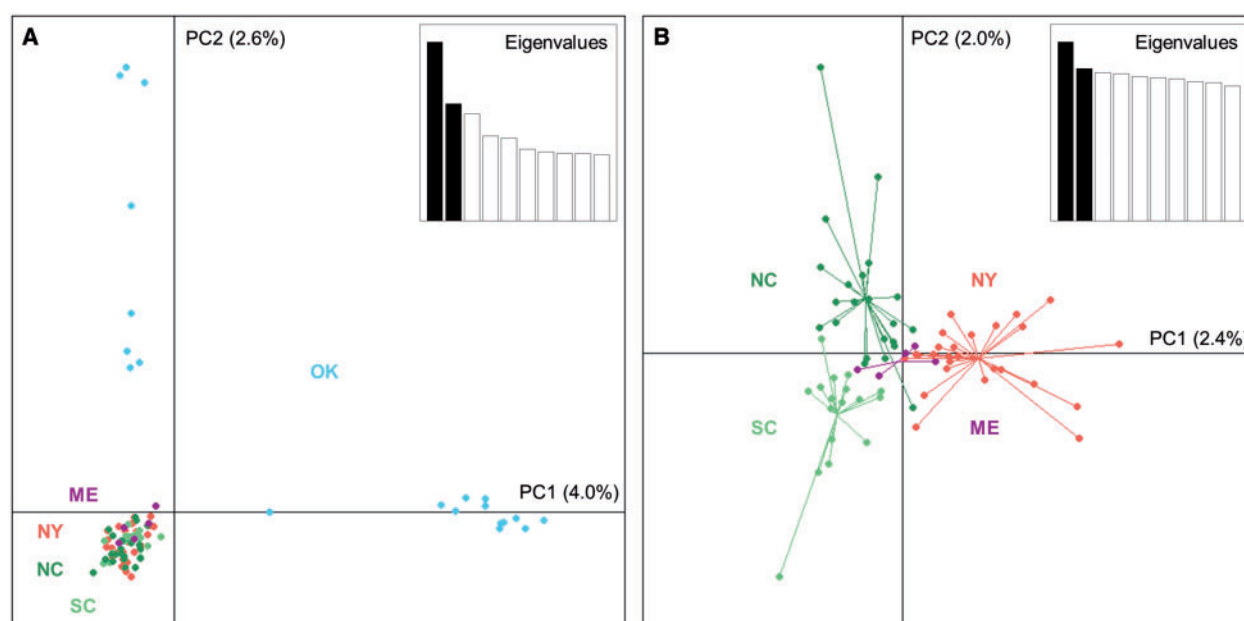 A
PC2 (2.6%)
Eigenvalues
OK
PC1 (4.0%)
ME
NY
NC
SC
B
PC2 (2.0%)
Eigenvalues
NC
NY
PC1 (2.4%)
SC
ME